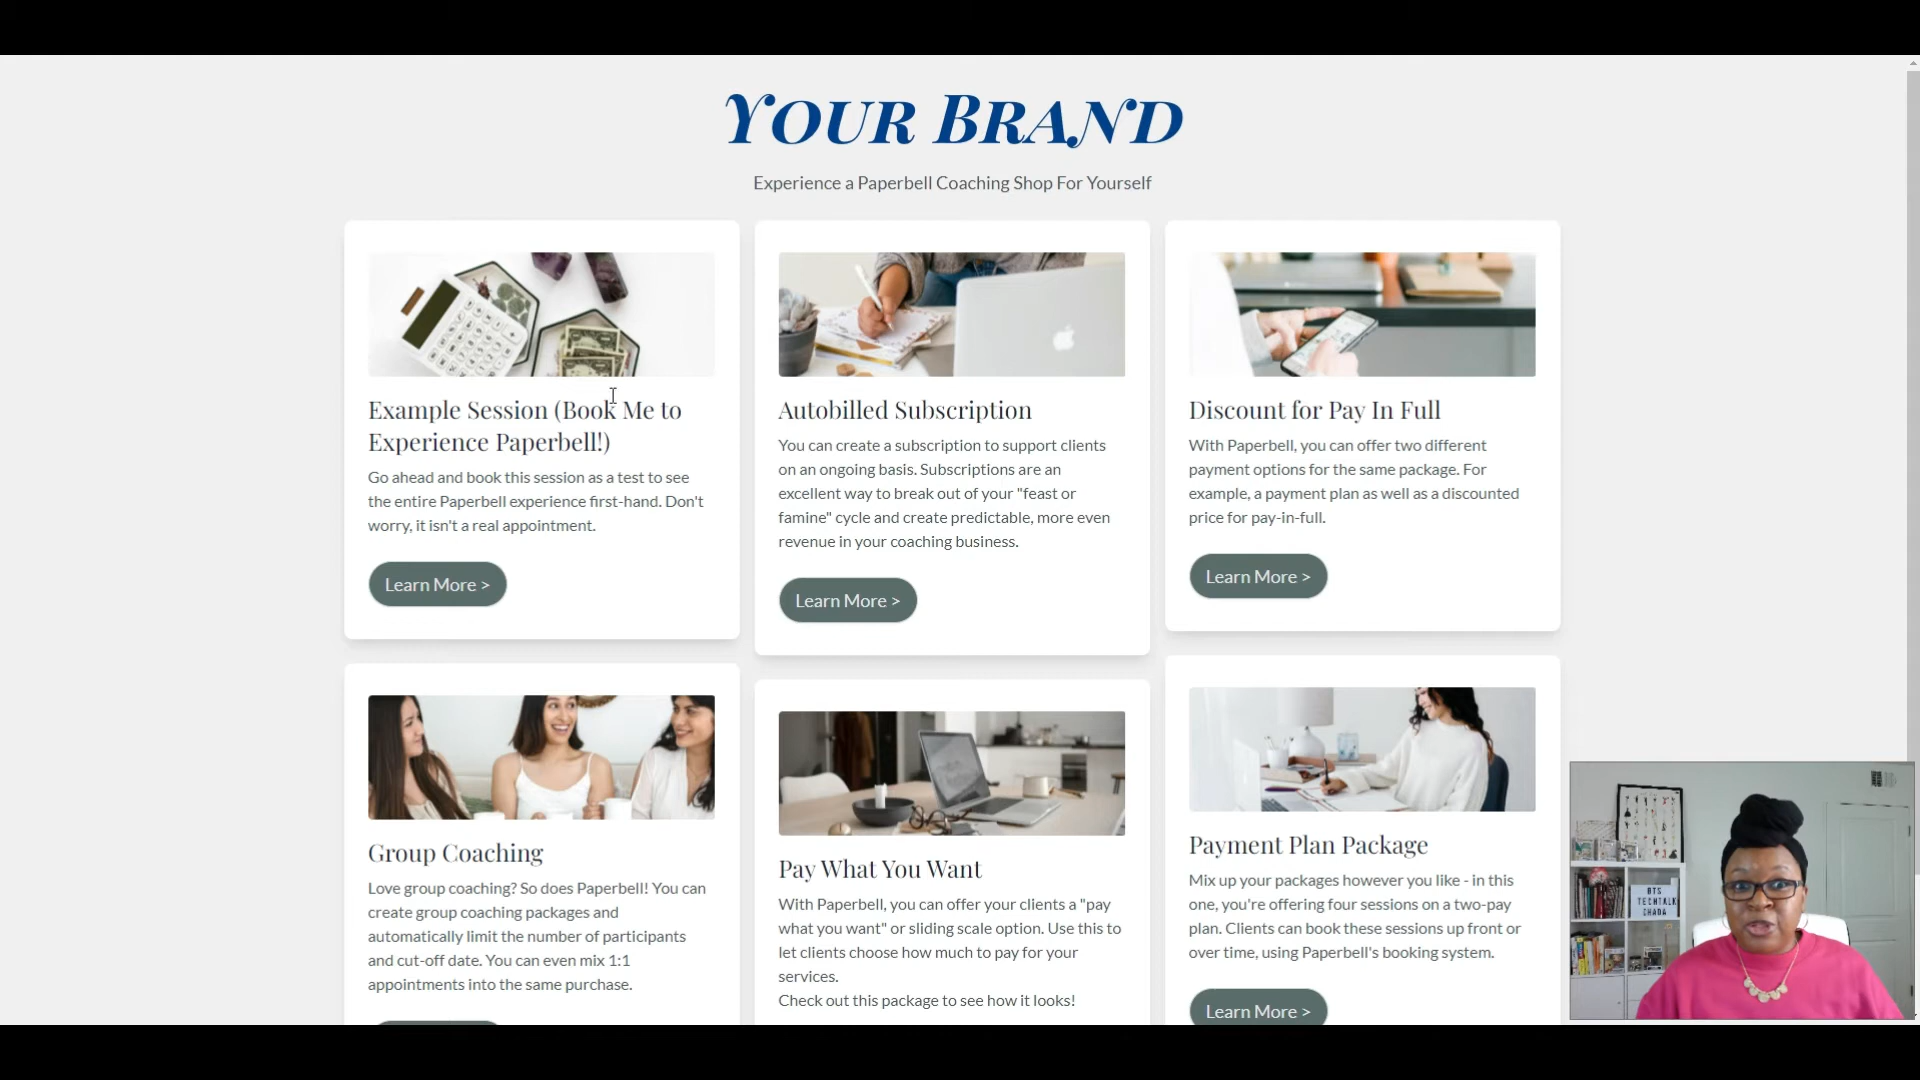 YOUR BRAND
Experience a Paperbell Coaching Shop For Yourself
Example Session (Book Me to
Experience Paperbell!)
Go ahead and book this session as a test to see
the entire Paperbell experience first-hand. Don't
worry, it isn't a real appointment.
Learn More >
Autobilled Subscription
You can create a subscription to support clients
on an ongoing basis. Subscriptions are an
excellent way to break out of your "feast or
famine" cycle and create predictable, more even
revenue in your coaching business.
Learn More >
Discount for Pay In Full
With Paperbell, you can offer two different
payment options for the same package. For
example, a payment plan as well as a discounted
price for pay-in-full.
Learn More >
Group Coaching
Love group coaching? So does Paperbell! You can
create group coaching packages and
automatically limit the number of participants
and cut-off date. You can even mix 1:1
appointments into the same purchase.
Pay What You Want
With Paperbell, you can offer your clients a "pay
what you want" or sliding scale option. Use this to
let clients choose how much to pay for your
services.
Check out this package to see how it looks!
Payment Plan Package
Mix up your packages however you like - in this
one, you're offering four sessions on a two-pay
plan. Clients can book these sessions up front or
over time, using Paperbell's booking system.
Learn More >
BTS
TECHTALK